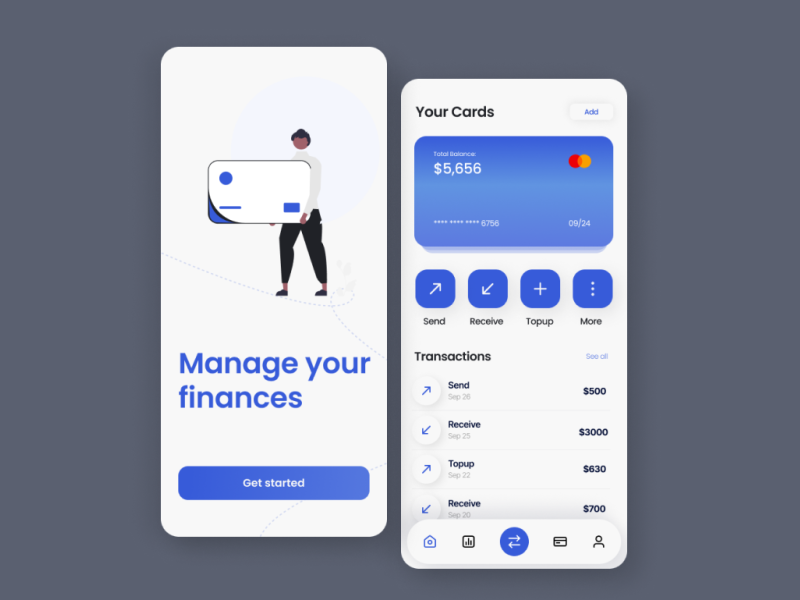 Manage your
finances
Get started
Your Cards
Add
Total Balance
$5,656
**** **** **** 6756
09/24
Send
Receive
Topup
More
Transactions
See all
Send
Sep 26
$500
Receive
Sep 25
$3000
Topup
Sep 22
$630
Receive
Sep 20
$700